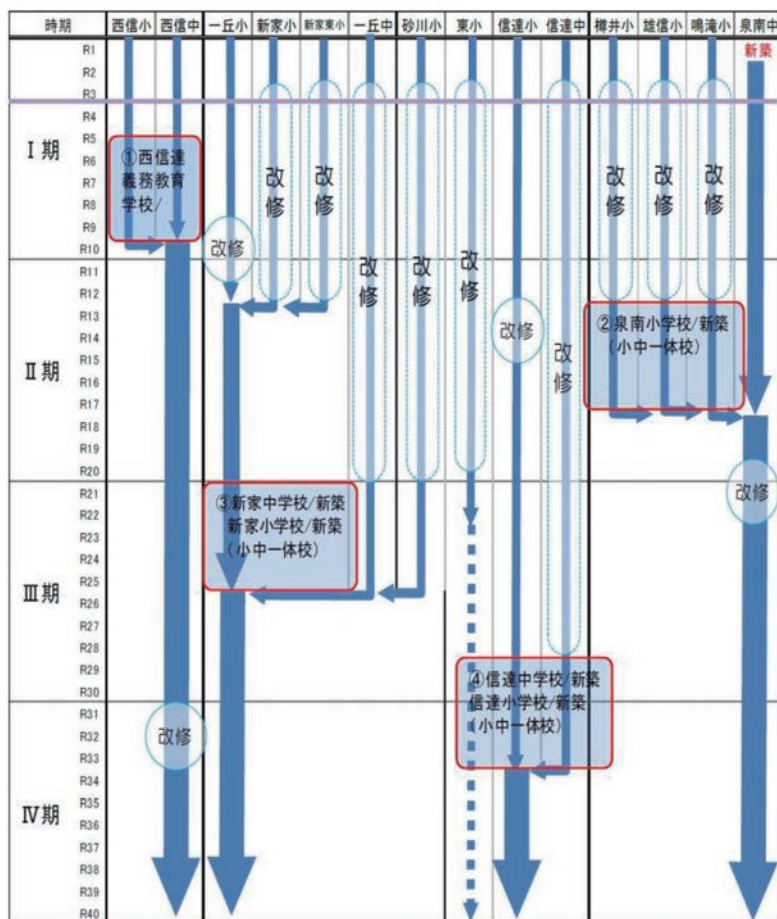 時期 西信小 西信中 一丘小 新家小 新家東小 一丘中 砂川小 東小 信達小 信達中 樽井小 雄信小 鳴滝小 泉南中
R1
新築
R2
R3
R4
Ⅰ期
R5
R6
R7
R8
R9
R10
①西信達
義務教育
学校/
改修
改修
改修
改修
改修
改修
改修
改修
改修
改修
改修
Ⅱ期
R11
R12
R13
R14
R15
R16
R17
R18
R19
R20
②泉南小学校/新築
(小中一体校)
改修
Ⅲ期
R21
R22
R23
R24
R25
R26
R27
R28
R29
R30
③新家中学校/新築
新家小学校/新築
(小中一体校)
④信達中学校/新築
信達小学校/新築
(小中一体校)
Ⅳ期
R31
R32
R33
R34
R35
R36
R37
R38
R39
R40
改修